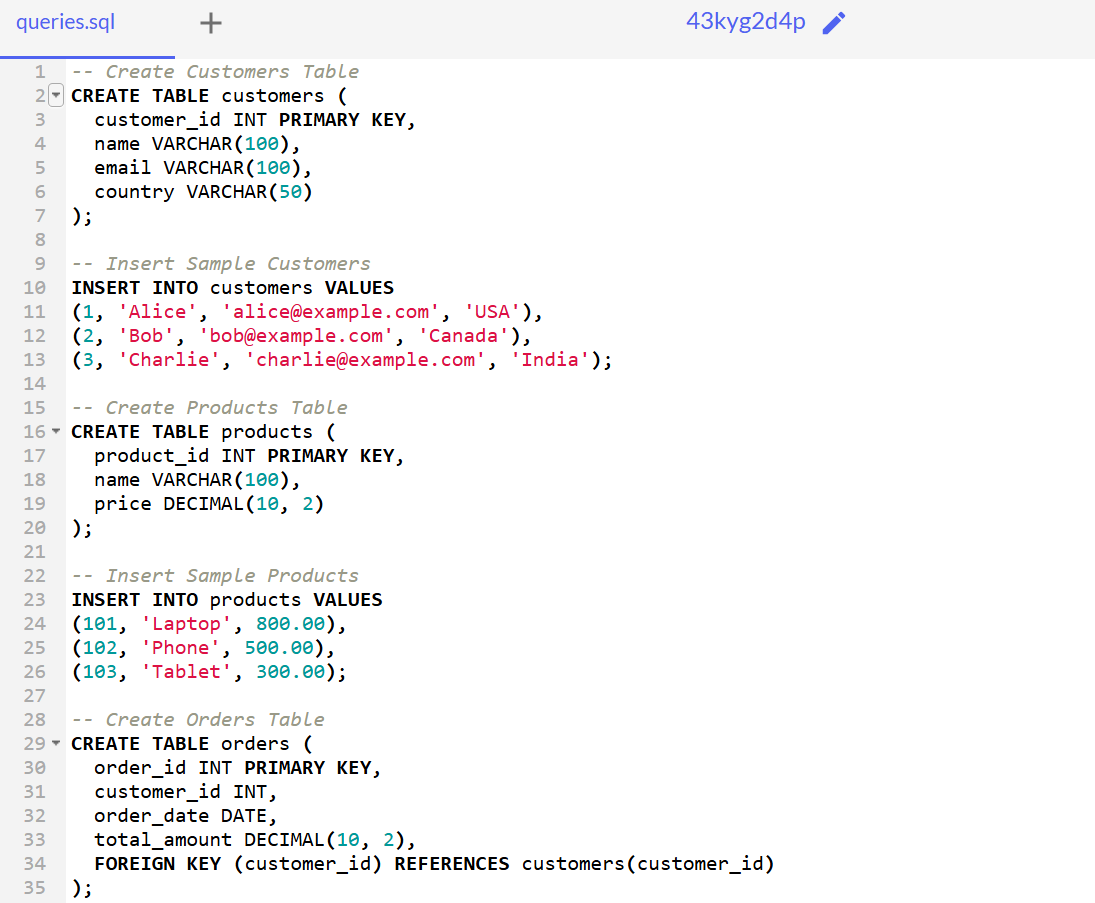 queries.sql
43kyg2d4p
1 -- Create Customers Table
2 CREATE TABLE customers (
3   customer_id INT PRIMARY KEY,
4   name VARCHAR(100),
5   email VARCHAR(100),
6   country VARCHAR(50)
7 );
8
9 -- Insert Sample Customers
10 INSERT INTO customers VALUES
11 (1, 'Alice', 'alice@example.com', 'USA'),
12 (2, 'Bob', 'bob@example.com', 'Canada'),
13 (3, 'Charlie', 'charlie@example.com', 'India');
14
15 -- Create Products Table
16 CREATE TABLE products (
17   product_id INT PRIMARY KEY,
18   name VARCHAR(100),
19   price DECIMAL(10, 2)
20 );
21
22 -- Insert Sample Products
23 INSERT INTO products VALUES
24 (101, 'Laptop', 800.00),
25 (102, 'Phone', 500.00),
26 (103, 'Tablet', 300.00);
27
28 -- Create Orders Table
29 CREATE TABLE orders (
30   order_id INT PRIMARY KEY,
31   customer_id INT,
32   order_date DATE,
33   total_amount DECIMAL(10, 2),
34   FOREIGN KEY (customer_id) REFERENCES customers(customer_id)
35 );